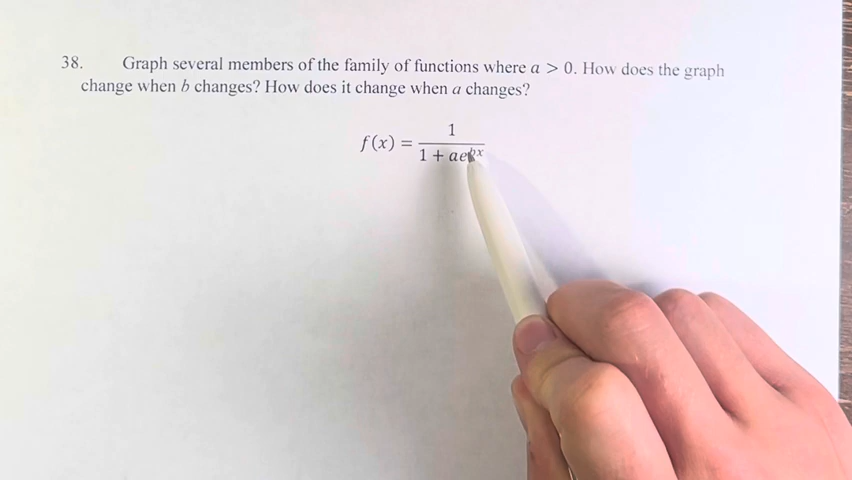 38. Graph several members of the family of functions where a > 0. How does the graph
change when b changes? How does it change when a changes?
f(x) = 1 / (1 + ae^bx)